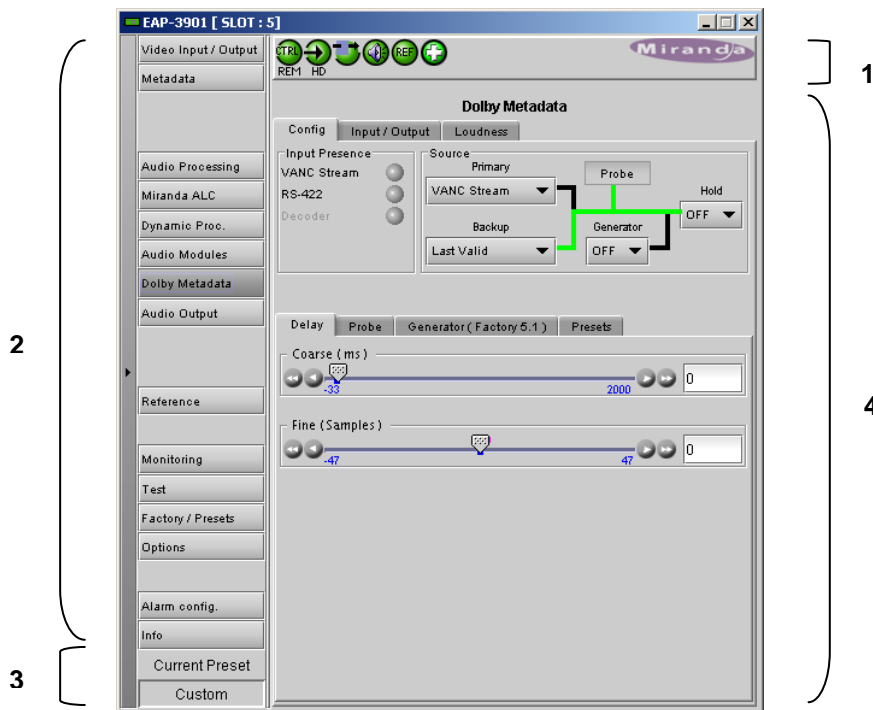 EAP-3901 [ SLOT : 5]
Video Input / Output
Metadata
Audio Processing
Miranda ALC
Dynamic Proc.
Audio Modules
Dolby Metadata
Audio Output
Reference
Monitoring
Test
Factory / Presets
Options
Alarm config.
Info
Current Preset
Custom
CTRL
REF
REM HD
Miranda
Dolby Metadata
Config Input / Output Loudness
Input Presence
VANC Stream
RS-422
Decoder
Source
Primary
VANC Stream
Backup
Last Valid
Probe
Generator
OFF
Hold
OFF
Delay Probe Generator ( Factory 5.1 ) Presets
Coarse ( ms )
-33 2000 0
Fine (Samples )
-47 47 0
1
2
3
4